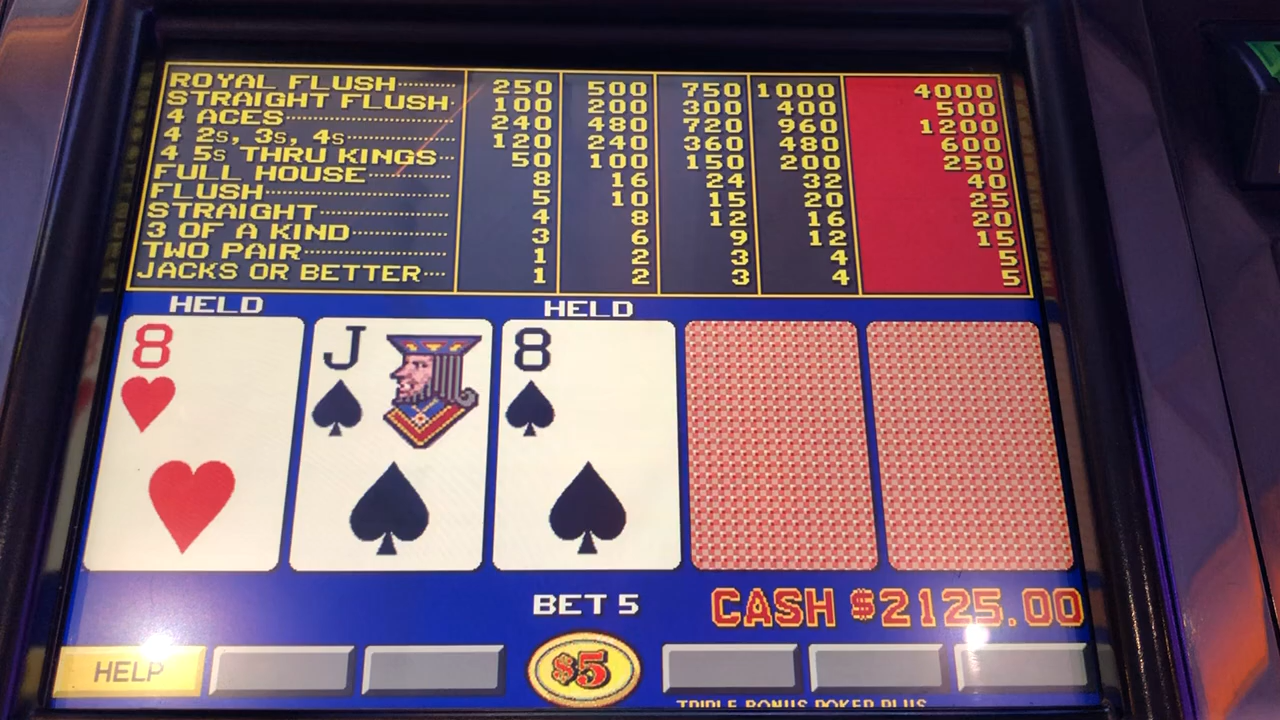 ROYAL FLUSH 250 500 750 1000 4000
STRAIGHT FLUSH 100 200 300 400 500
4 ACES 240 480 720 960 1200
4 2s, 3s, 4s 120 240 360 480 600
4 5s THRU KINGS 50 100 150 200 250
FULL HOUSE 8 16 24 32 40
FLUSH 5 10 15 20 25
STRAIGHT 4 8 12 16 20
3 OF A KIND 3 6 9 12 15
TWO PAIR 1 2 3 4 5
JACKS OR BETTER 1 2 3 4 5
HELD HELD
8 J 8
BET 5 CASH $2125.00
HELP $5
TRIPLE BONUS POKER PLUS